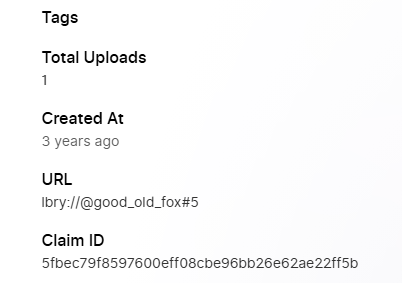 Tags
Total Uploads
1
Created At
3 years ago
URL
lbry://@good_old_fox#5
Claim ID
5fbec79f8597600eff08cbe96bb26e62ae22ff5b